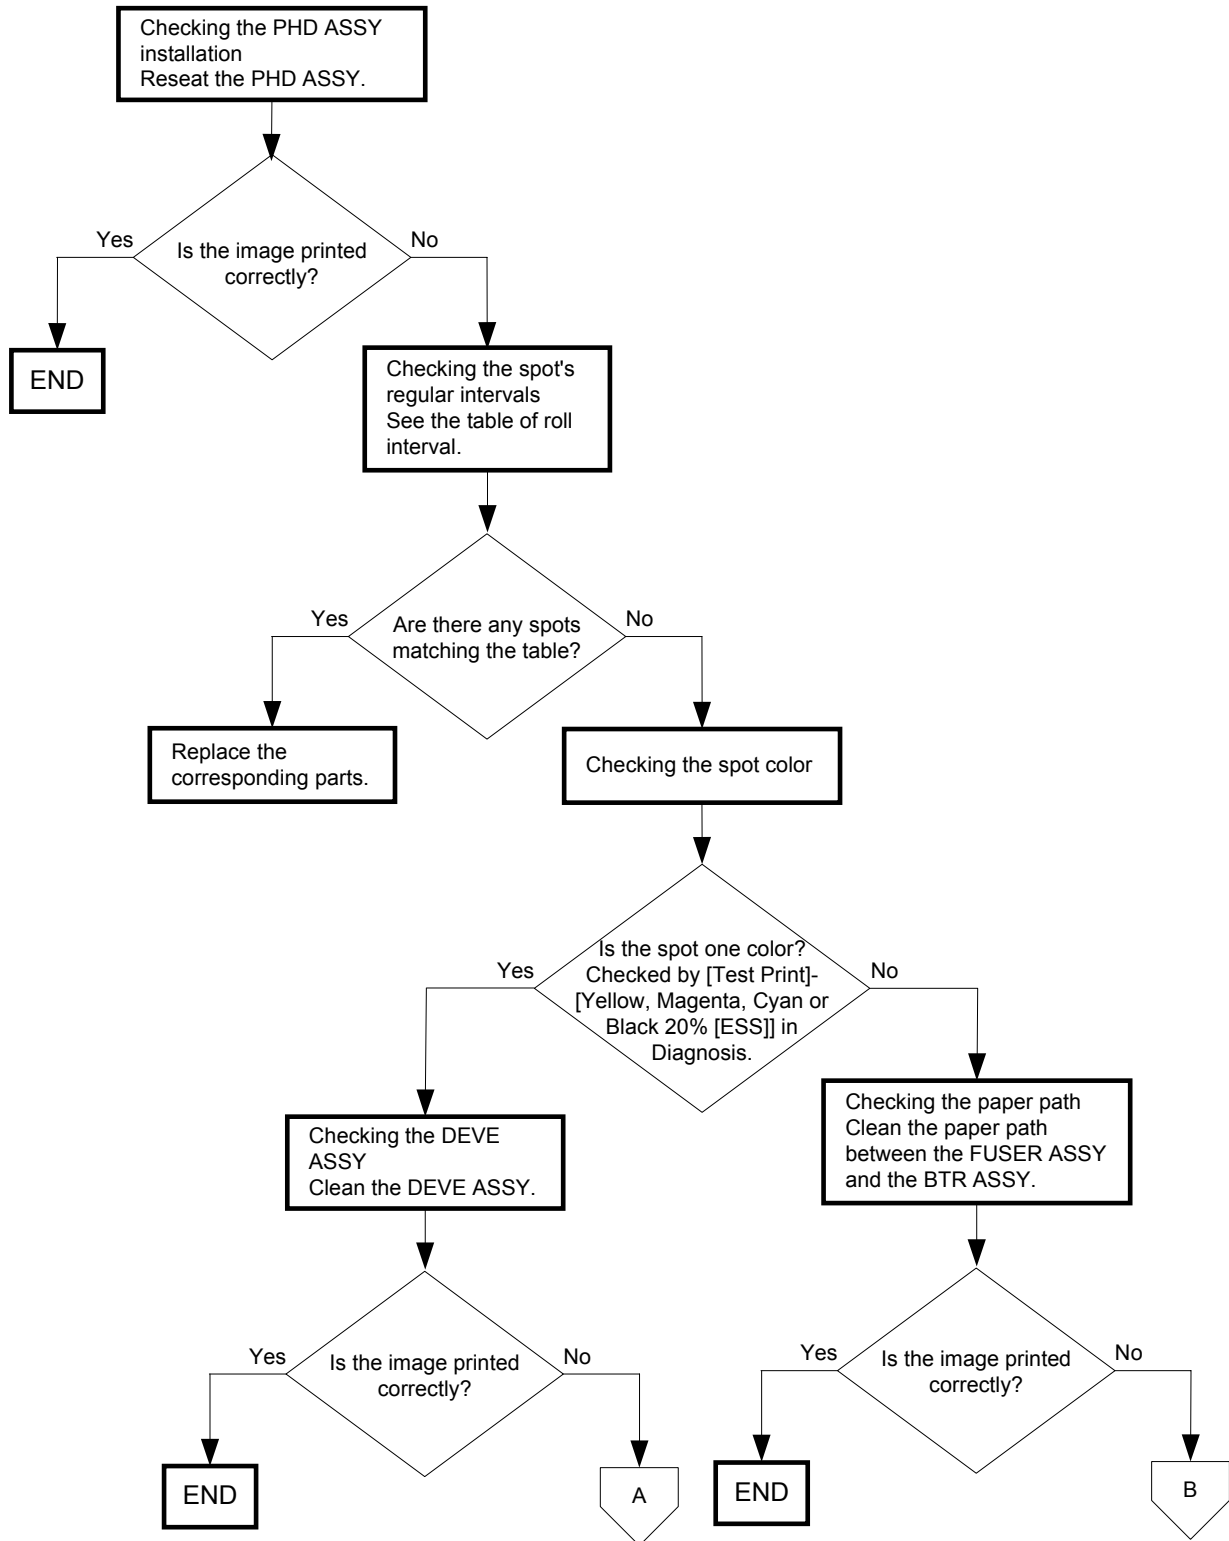 Checking the PHD ASSY
installation
Reseat the PHD ASSY.
Yes
No
Is the image printed
correctly?
END
Checking the spot's
regular intervals
See the table of roll
interval.
Yes
No
Are there any spots
matching the table?
Replace the
corresponding parts.
Checking the spot color
Yes
No
Is the spot one color?
Checked by [Test Print]-
[Yellow, Magenta, Cyan or
Black 20% [ESS]] in
Diagnosis.
Checking the DEVE
ASSY
Clean the DEVE ASSY.
Checking the paper path
Clean the paper path
between the FUSER ASSY
and the BTR ASSY.
Yes
No
Is the image printed
correctly?
Yes
No
Is the image printed
correctly?
END
A
END
B